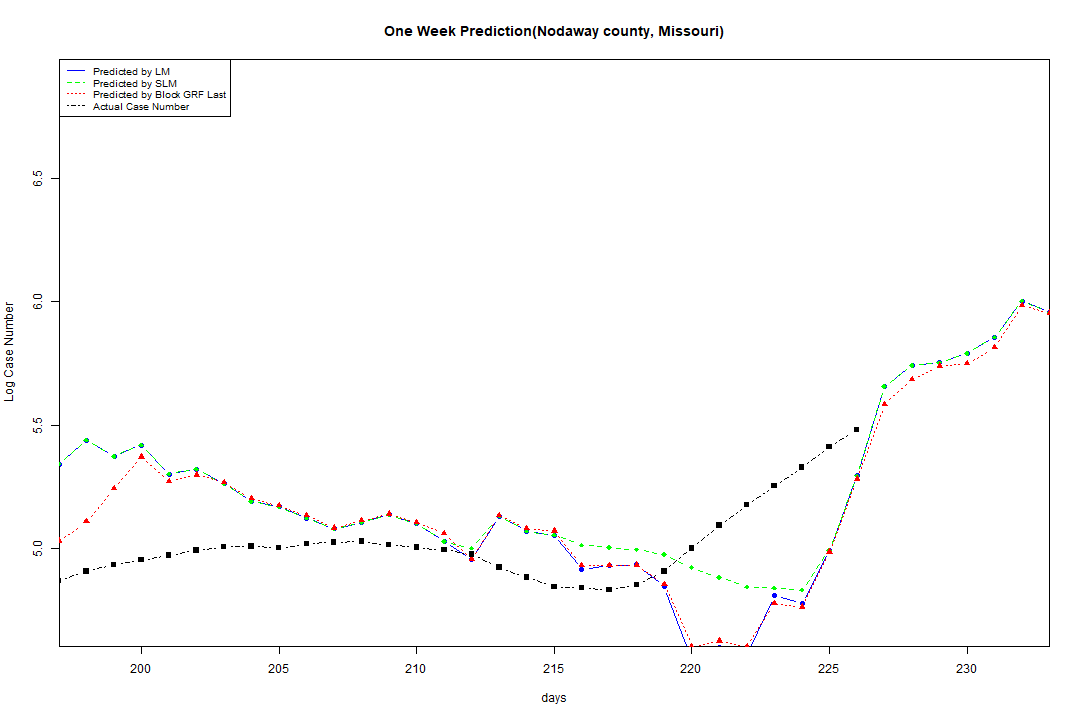 One Week Prediction(Nodaway county, Missouri)
Predicted by LM
Predicted by SLM
Predicted by Block GRF Last
Actual Case Number
6.5
6.0
5.5
5.0
Log Case Number
200 205 210 215 220 225 230
days